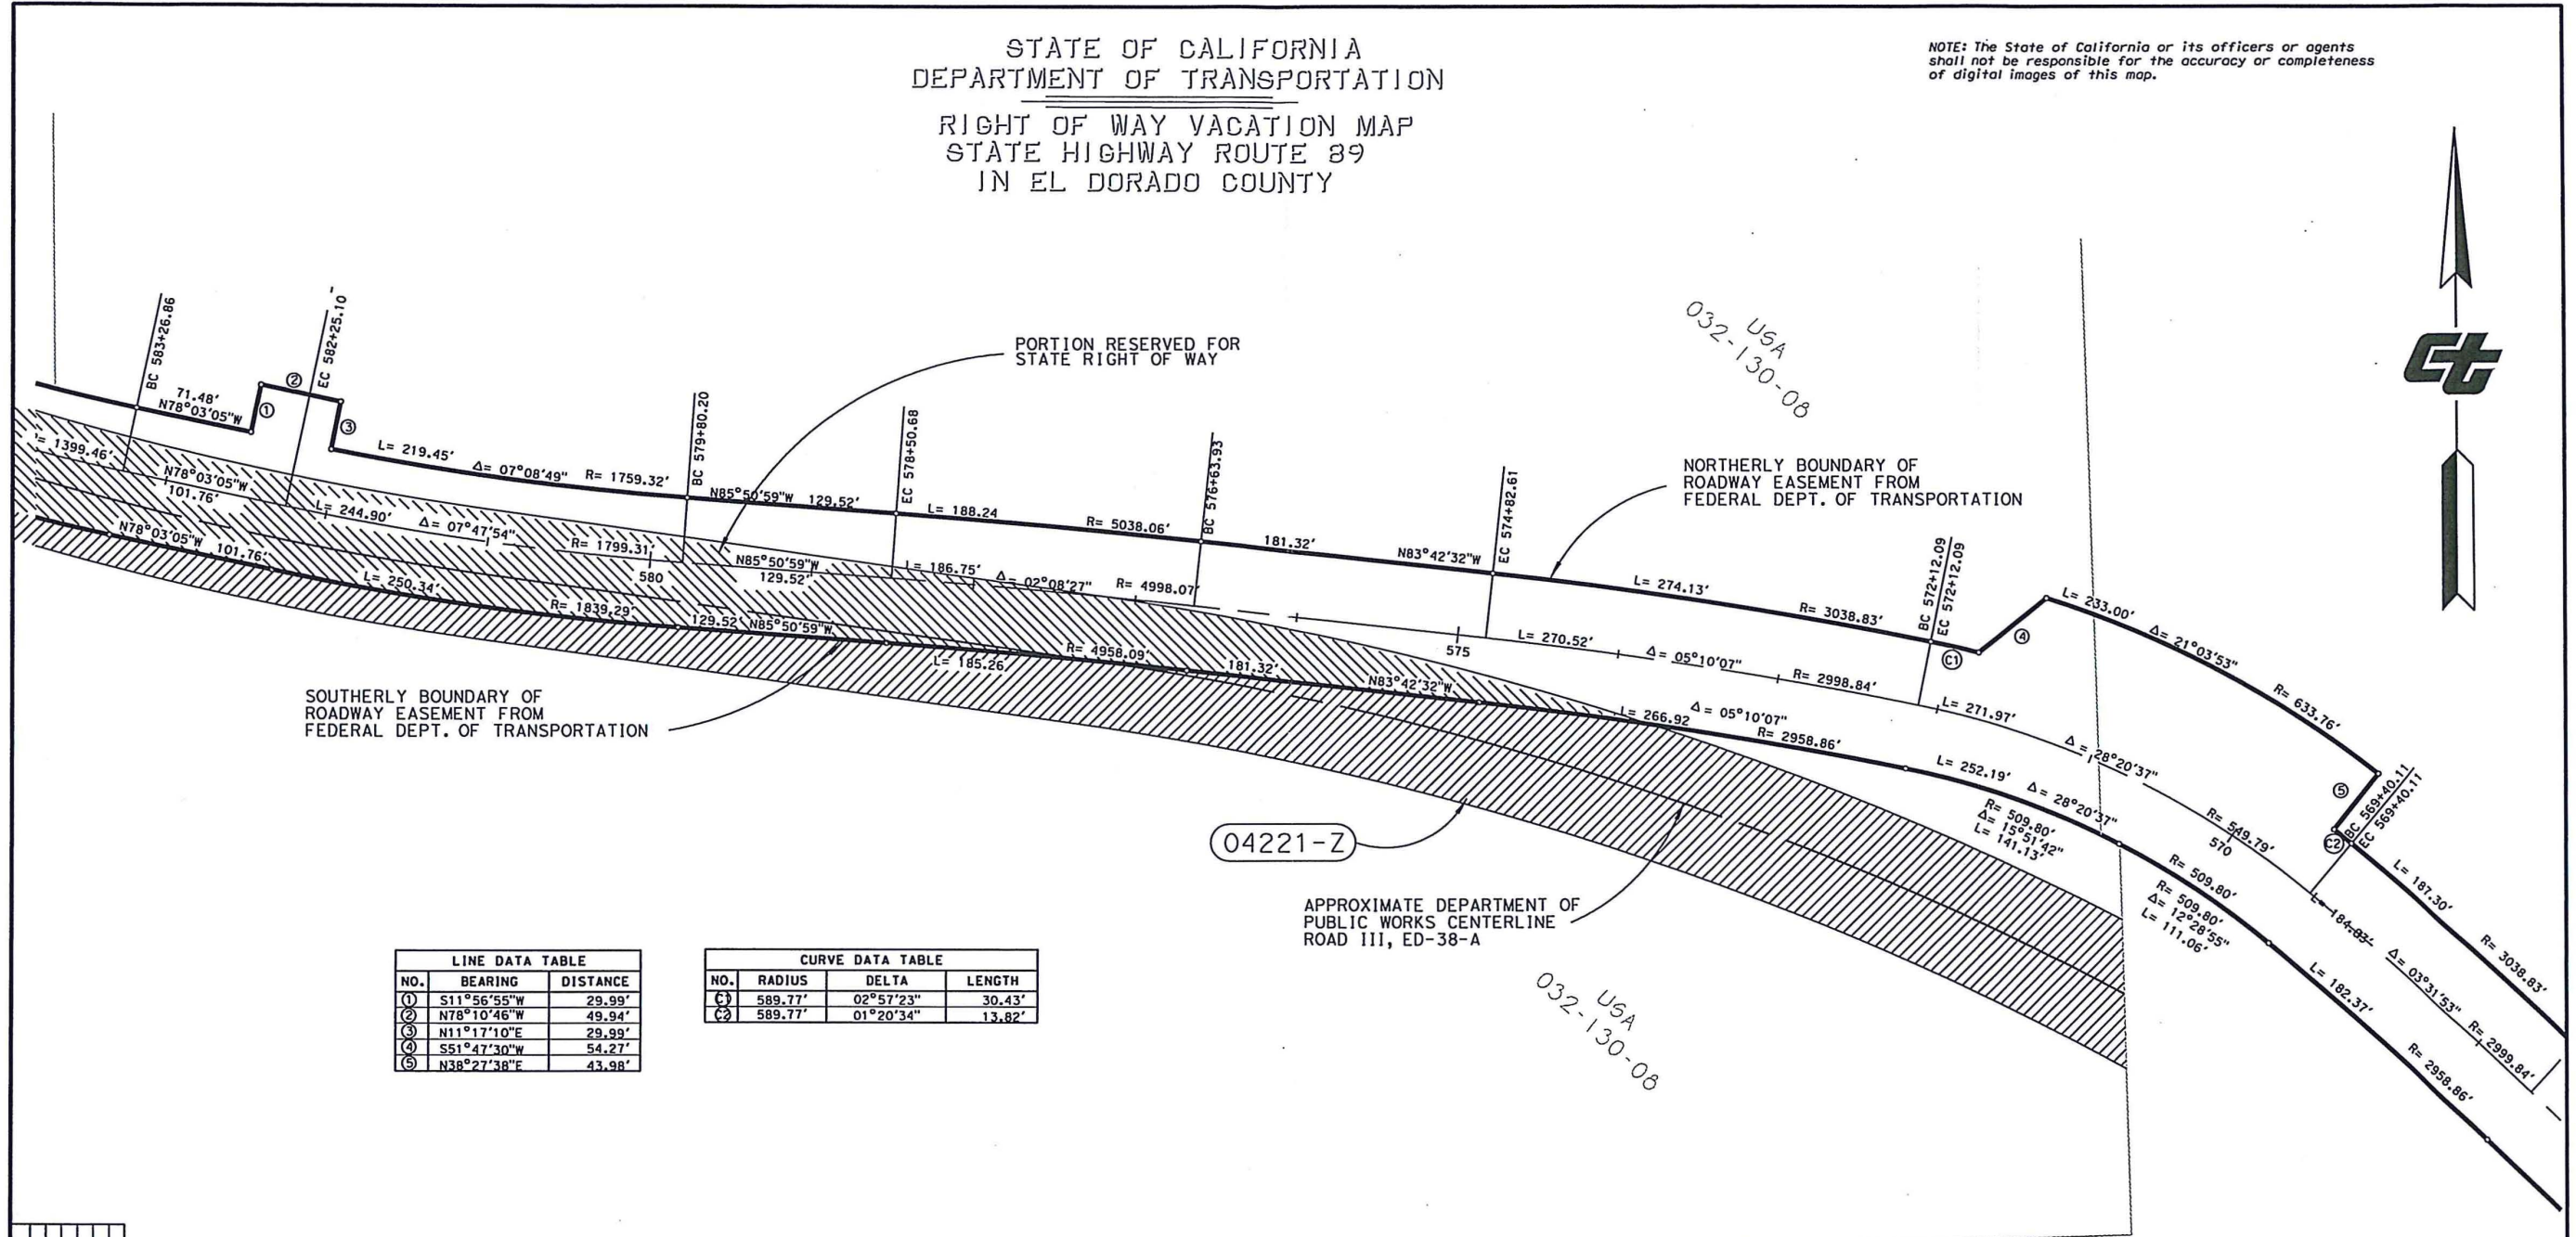 STATE OF CALIFORNIA
DEPARTMENT OF TRANSPORTATION
RIGHT OF WAY VACATION MAP
STATE HIGHWAY ROUTE 89
IN EL DORADO COUNTY
NOTE: The State of California or its officers or agents
shall not be responsible for the accuracy or completeness
of digital images of this map.
BC 583+26.86
EC 582+25.10
BC 579+80.20
EC 578+50.68
BC 576+63.93
EC 574+82.61
BC 572+12.09
EC 572+12.09
BC 569+40.11
EC 569+40.11
PORTION RESERVED FOR
STATE RIGHT OF WAY
USA
032-130-08
NORTHERLY BOUNDARY OF
ROADWAY EASEMENT FROM
FEDERAL DEPT. OF TRANSPORTATION
Ct
71.48'
N78°03'05"W
1
2
3
L= 219.45' Δ= 07°08'49" R= 1759.32'
N85°50'59"W 129.52'
L= 188.24 R= 5038.06'
181.32' N83°42'32"W
L= 274.13' R= 3038.83'
C1
4
L= 233.00' Δ= 21°03'53" R= 633.76'
5
C2
L= 187.30' R= 3038.83'
= 1399.46'
N78°03'05"W
101.76'
L= 244.90' Δ= 07°47'54" R= 1799.31'
580
N85°50'59"W
129.52'
L= 186.75' Δ= 02°08'27" R= 4998.07'
575
L= 270.52' Δ= 05°10'07" R= 2998.84'
L= 271.97' Δ= 28°20'37" R= 549.79'
570
L= 184.83' Δ= 03°31'53" R= 2999.84'
N78°03'05"W 101.76'
L= 250.34' R= 1839.29'
129.52' N85°50'59"W
L= 185.26' R= 4958.09'
181.32' N83°42'32"W
L= 266.92 Δ= 05°10'07" R= 2958.86'
L= 252.19' Δ= 28°20'37" R= 509.80'
R= 509.80'
Δ= 15°51'42"
L= 141.13'
R= 509.80'
Δ= 12°28'55"
L= 111.06'
L= 182.37' R= 2958.86'
SOUTHERLY BOUNDARY OF
ROADWAY EASEMENT FROM
FEDERAL DEPT. OF TRANSPORTATION
04221-Z
APPROXIMATE DEPARTMENT OF
PUBLIC WORKS CENTERLINE
ROAD III, ED-38-A
USA
032-130-08
LINE DATA TABLE
NO. BEARING DISTANCE
1 S11°56'55"W 29.99'
2 N78°10'46"W 49.94'
3 N11°17'10"E 29.99'
4 S51°47'30"W 54.27'
5 N38°27'38"E 43.98'
CURVE DATA TABLE
NO. RADIUS DELTA LENGTH
C1 589.77' 02°57'23" 30.43'
C2 589.77' 01°20'34" 13.82'